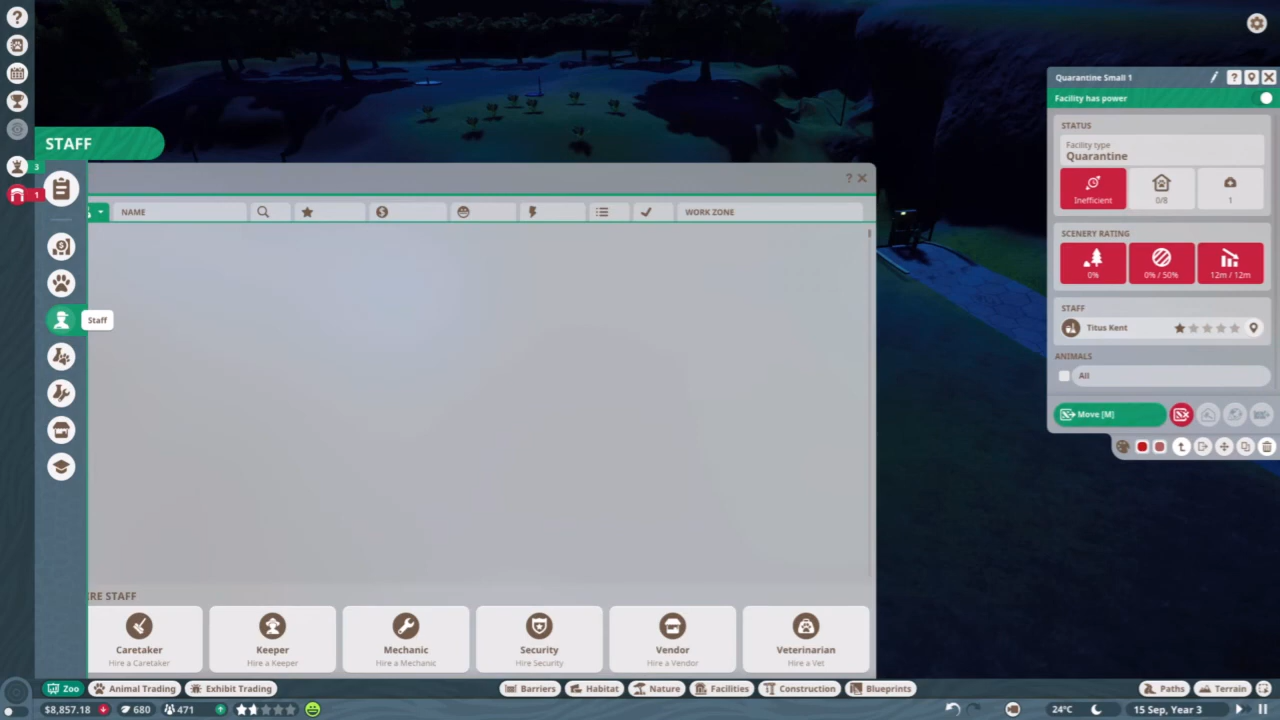 ?
3
1
STAFF
? ×
NAME
WORK ZONE
Staff
RE STAFF
Caretaker
Hire a Caretaker
Keeper
Hire a Keeper
Mechanic
Hire a Mechanic
Security
Hire Security
Vendor
Hire a Vendor
Veterinarian
Hire a Vet
Quarantine Small 1
?
Facility has power
STATUS
Facility type
Quarantine
Inefficient
0/8
1
SCENERY RATING
0%
0% / 50%
12m / 12m
STAFF
Titus Kent
ANIMALS
All
Move [M]
Zoo
Animal Trading
Exhibit Trading
Barriers
Habitat
Nature
Facilities
Construction
Blueprints
Paths
Terrain
$8,857.18
680
471
24°C
15 Sep, Year 3